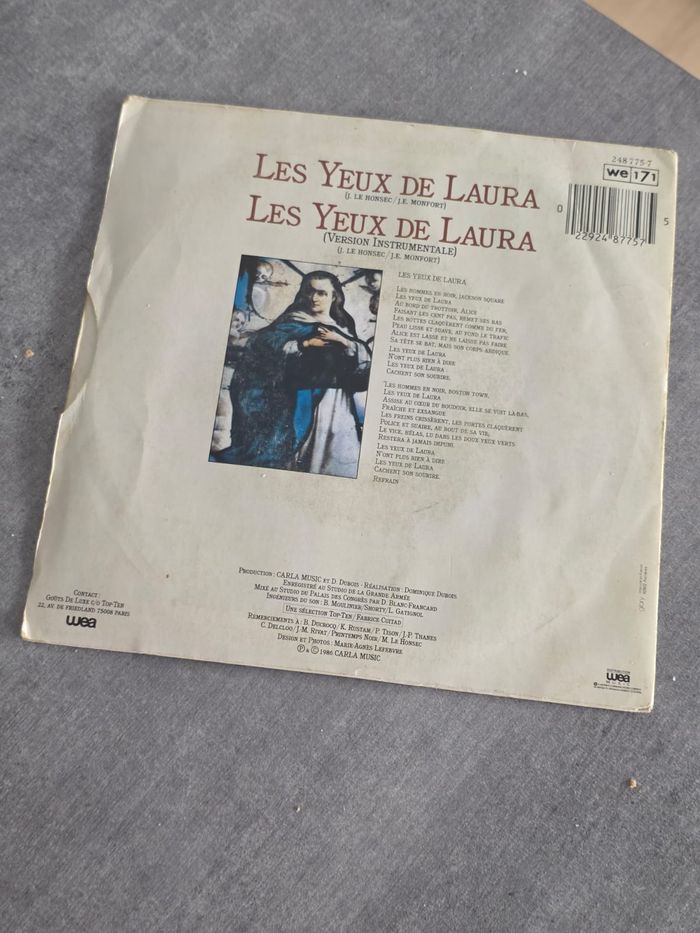 248 775-7
we 171
0 22924 87757 5
LES YEUX DE LAURA
(J. LE HONSEC / J.E. MONFORT)
LES YEUX DE LAURA
(VERSION INSTRUMENTALE)
(J. LE HONSEC / J.E. MONFORT)
LES YEUX DE LAURA
LES HOMMES EN NOIR, JACKSON SQUARE
LES YEUX DE LAURA
AU BORD DU TROTTOIR, ALICE
FAISANT LES CENT PAS, REMET SES BAS
LES BOTTES CLAQUÈRENT COMME DU FER,
PEAU LISSE ET SUAVE, AU FOND LE TRAFIC
ALICE EST LASSE ET NE LAISSE PAS FAIRE
SA TÊTE SE BAT, MAIS SON CORPS ABDIQUE.
LES YEUX DE LAURA
N'ONT PLUS RIEN À DIRE
LES YEUX DE LAURA
CACHENT SON SOURIRE.
"LES HOMMES EN NOIR, BOSTON TOWN,
LES YEUX DE LAURA
ASSISE AU CŒUR DU BOUDOIR, ELLE SE VOIT LÀ-BAS,
FRAÎCHE ET EXSANGUE
LES FREINS CRISSÈRENT, LES PORTES CLAQUÈRENT
POLICE ET SUAIRE, AU BOUT DE SA VIE,
LE VICE, HÉLAS, LU DANS LES DOUX YEUX VERTS
RESTERA À JAMAIS IMPUNI.
LES YEUX DE LAURA
N'ONT PLUS RIEN À DIRE
LES YEUX DE LAURA
CACHENT SON SOURIRE.
REFRAIN
PRODUCTION : CARLA MUSIC ET D. DUBOIS - RÉALISATION : DOMINIQUE DUBOIS
ENREGISTRÉ AU STUDIO DE LA GRANDE ARMÉE
MIXÉ AU STUDIO DU PALAIS DES CONGRÈS PAR D. BLANC-FRANCARD
INGÉNIEURS DU SON : B. MOULINIER/SHORTY/L. GATIGNOL
UNE SÉLECTION TOP-TEN / FABRICE CUITAD
REMERCIEMENTS À : B. DUCROCQ / K. RUSTAM / P. TISON / J.-P. THANES
C. DELCLOO / J.-M. RIVAT / PRINTEMPS NOIR / M. LE HONSEC
DESIGN ET PHOTOS : MARIE-AGNÈS LEFEBVRE
Ⓟ & © 1986 CARLA MUSIC
CONTACT :
GOÛTS DE LUXE C/O TOP-TEN
22, AV. DE FRIEDLAND 75008 PARIS
wea
DISTRIBUTION
wea
MUSIC